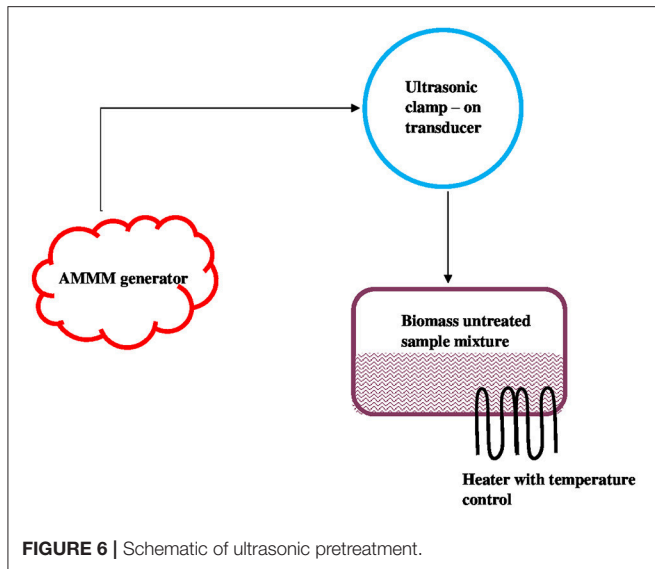 Ultrasonic
clamp – on
transducer
AMMM generator
Biomass untreated
sample mixture
Heater with temperature
control
FIGURE 6 | Schematic of ultrasonic pretreatment.